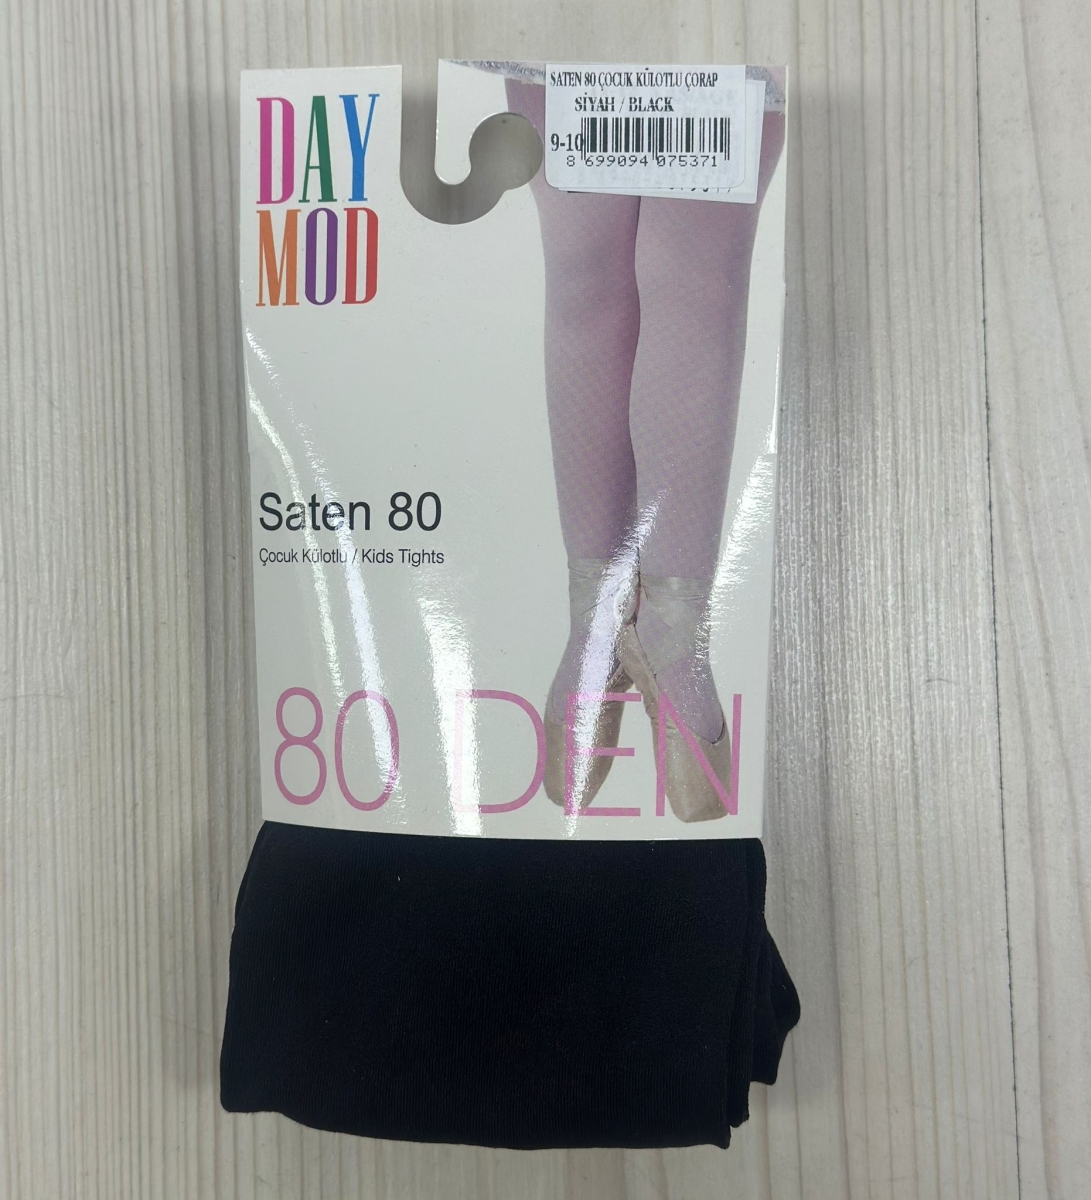 DAY
MOD
SATEN 80 ÇOCUK KÜLOTLU ÇORAP
SİYAH / BLACK
9-10
8 699094 075371
Saten 80
Çocuk Külotlu / Kids Tights
80 DEN